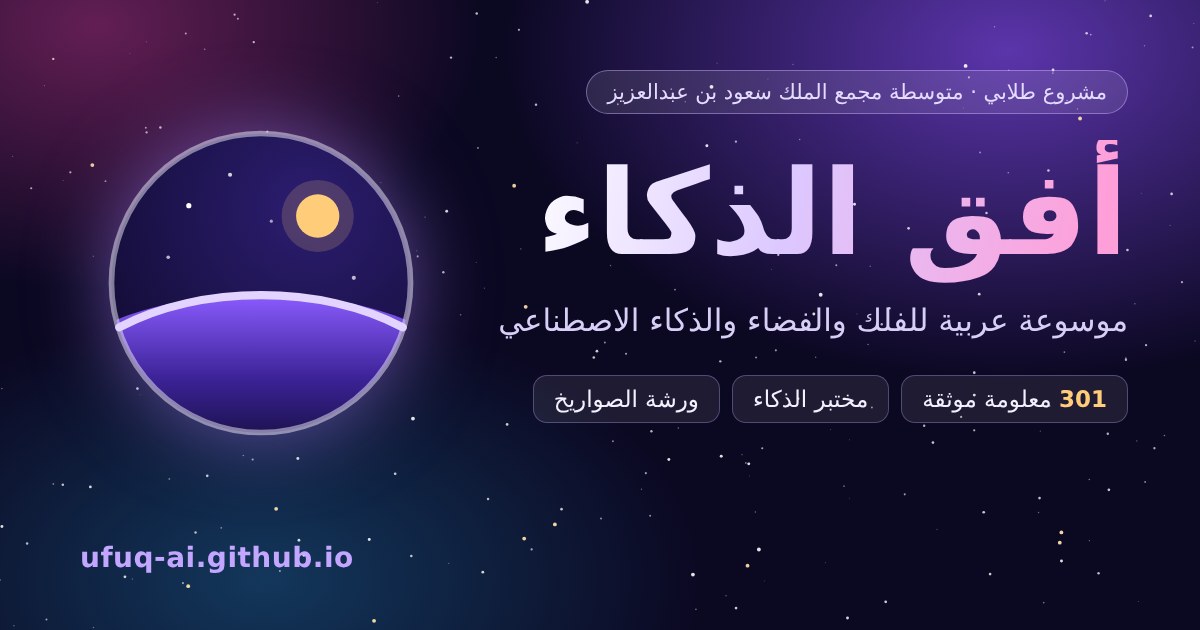 مشروع طلابي · متوسطة مجمع الملك سعود بن عبدالعزيز
أفق الذكاء
موسوعة عربية للفلك والفضاء والذكاء الاصطناعي
301 معلومة موثقة
مختبر الذكاء
ورشة الصواريخ
ufuq-ai.github.io